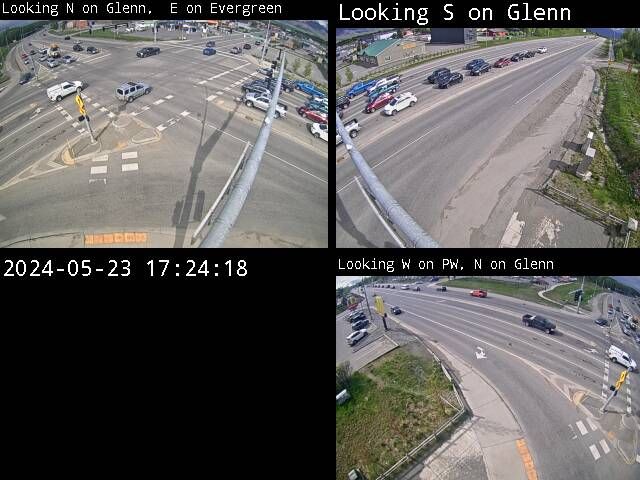 Looking N on Glenn,  E on Evergreen
Looking S on Glenn
2024-05-23 17:24:18
Looking W on PW, N on Glenn